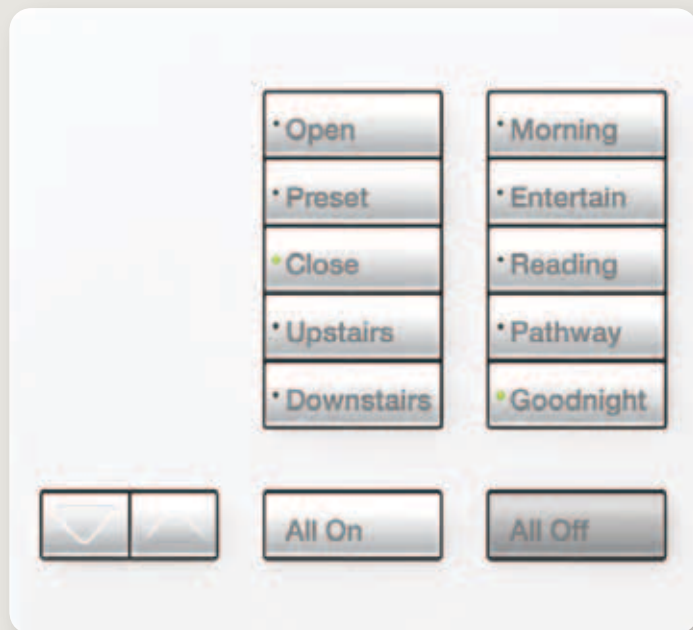 Open
Preset
Close
Upstairs
Downstairs
Morning
Entertain
Reading
Pathway
Goodnight
All On
All Off